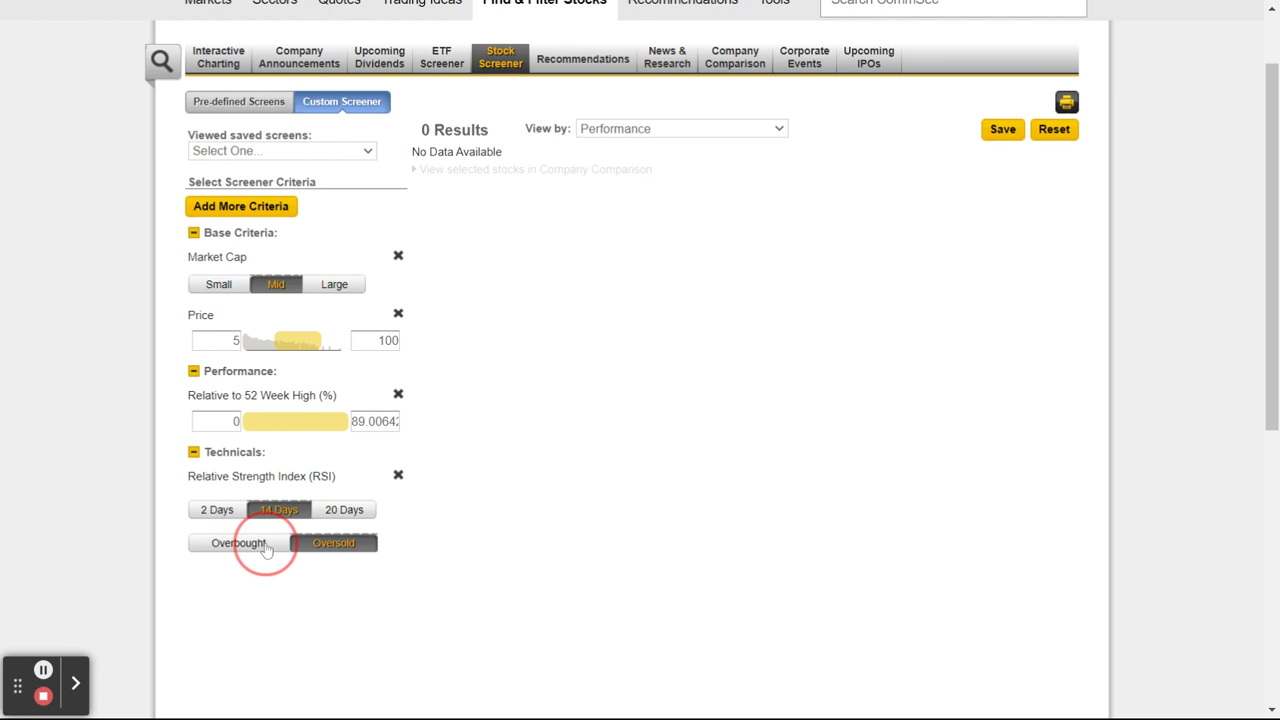 Markets Sectors Quotes Trading Ideas Find & Filter Stocks Recommendations Tools Search CommSec
Interactive Charting
Company Announcements
Upcoming Dividends
ETF Screener
Stock Screener
Recommendations
News & Research
Company Comparison
Corporate Events
Upcoming IPOs
Pre-defined Screens Custom Screener
Viewed saved screens:
Select One...
0 Results View by: Performance
Save Reset
No Data Available
View selected stocks in Company Comparison
Select Screener Criteria
Add More Criteria
Base Criteria:
Market Cap
Small Mid Large
Price
5 100
Performance:
Relative to 52 Week High (%)
0 89.0064
Technicals:
Relative Strength Index (RSI)
2 Days 14 Days 20 Days
Overbought Oversold